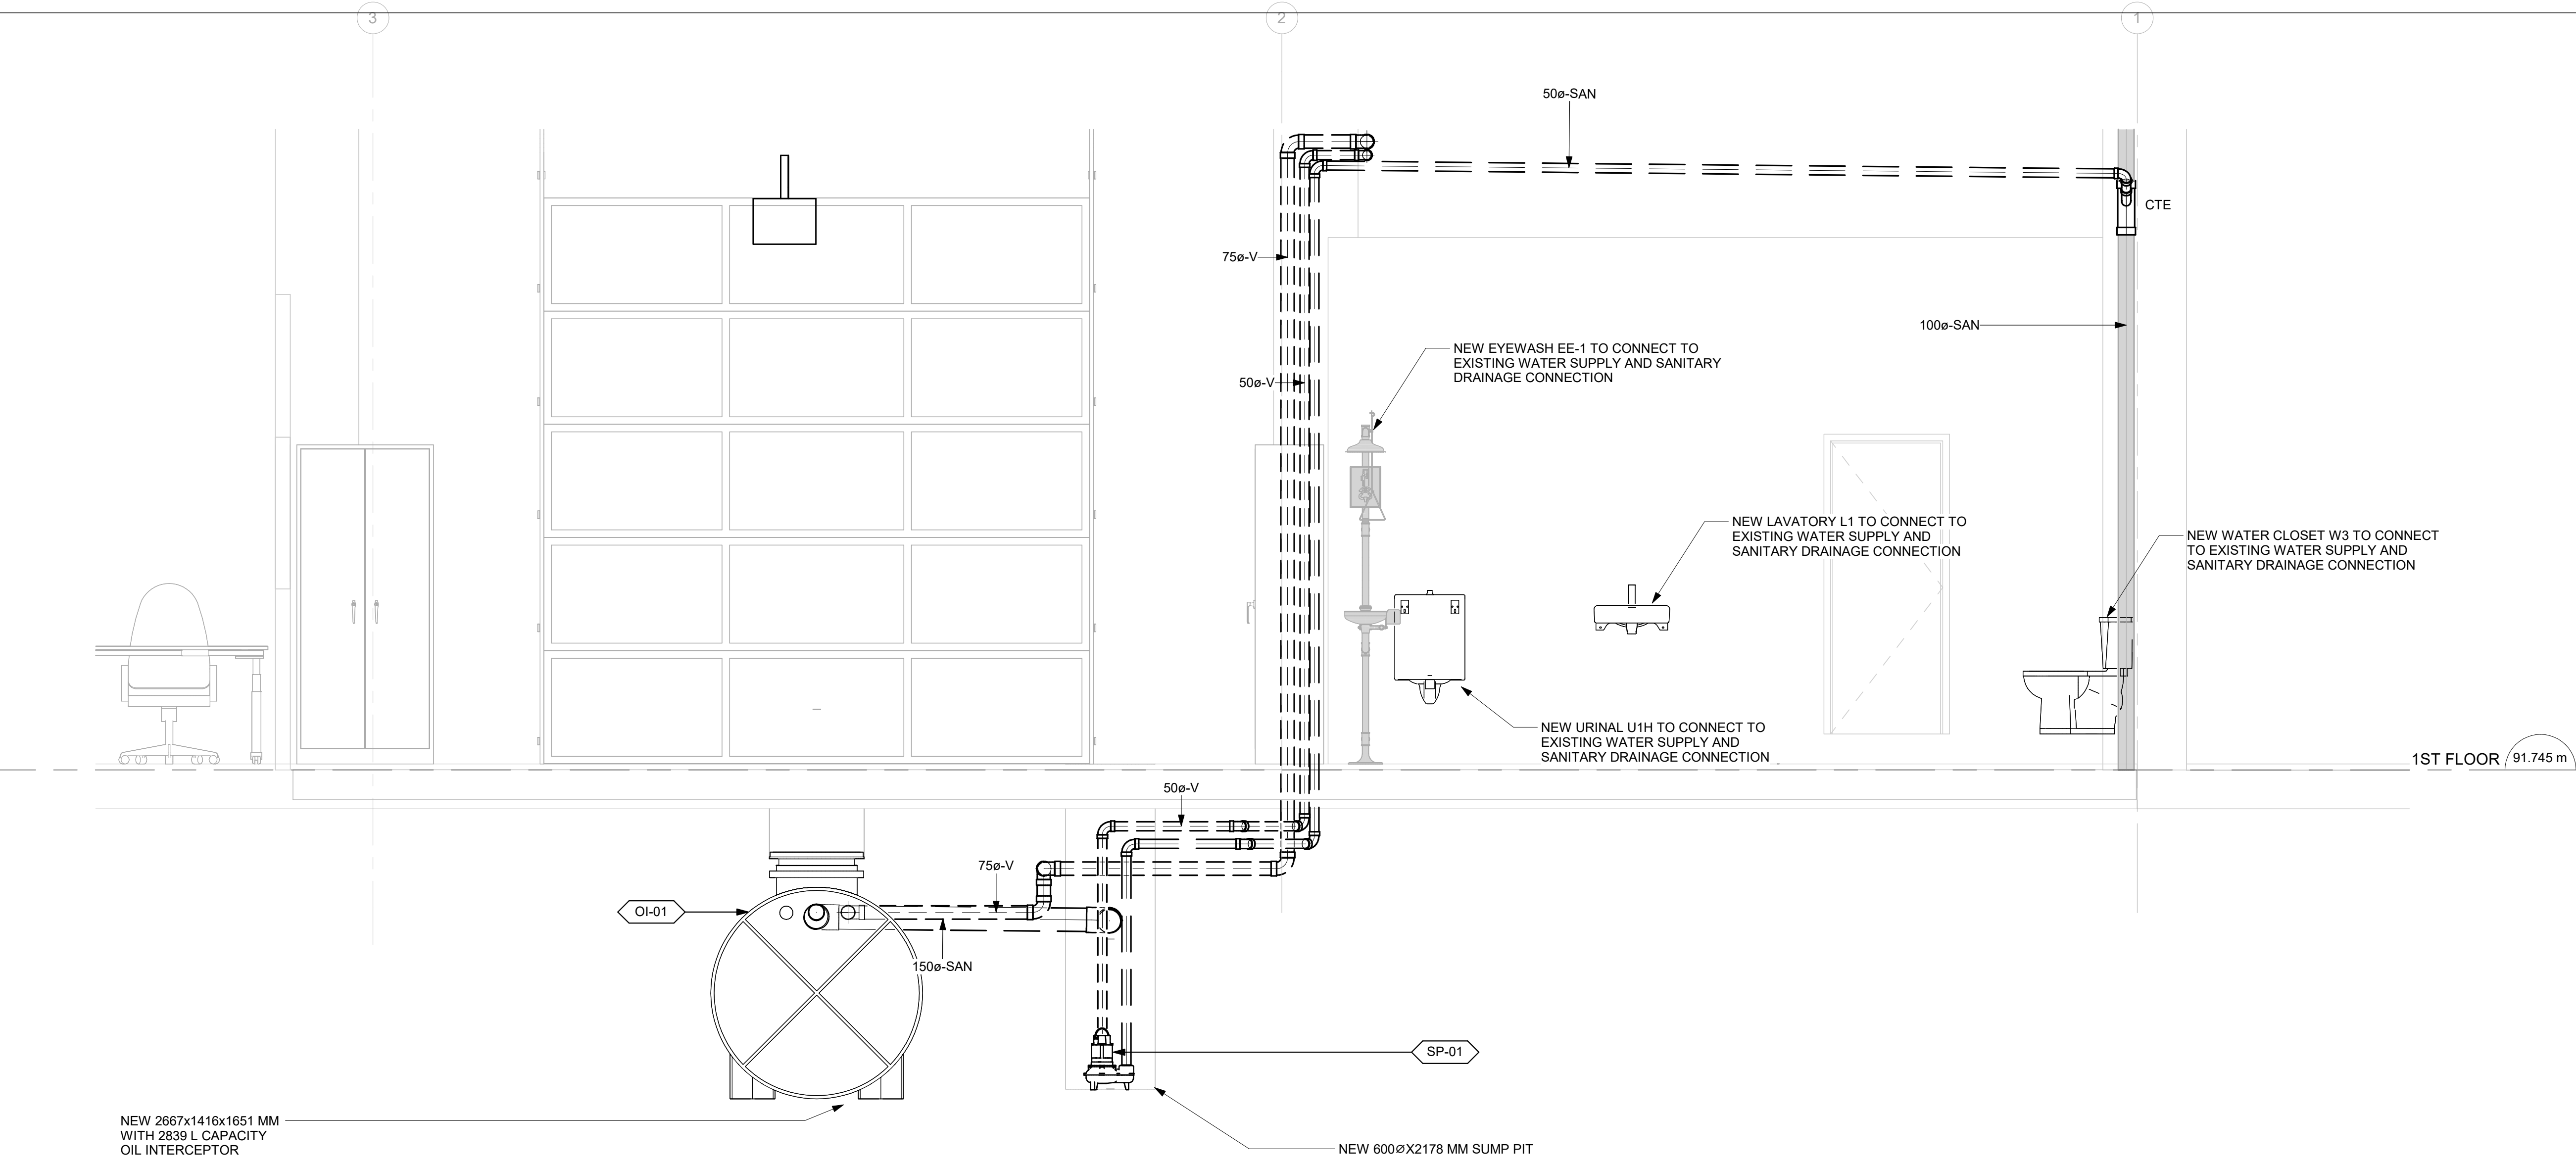 3
2
1
50ø-SAN
CTE
75ø-V
100ø-SAN
NEW EYEWASH EE-1 TO CONNECT TO
EXISTING WATER SUPPLY AND SANITARY
DRAINAGE CONNECTION
50ø-V
NEW LAVATORY L1 TO CONNECT TO
EXISTING WATER SUPPLY AND
SANITARY DRAINAGE CONNECTION
NEW WATER CLOSET W3 TO CONNECT
TO EXISTING WATER SUPPLY AND
SANITARY DRAINAGE CONNECTION
NEW URINAL U1H TO CONNECT TO
EXISTING WATER SUPPLY AND
SANITARY DRAINAGE CONNECTION
1ST FLOOR
91.745 m
50ø-V
75ø-V
OI-01
150ø-SAN
SP-01
NEW 2667x1416x1651 MM
WITH 2839 L CAPACITY
OIL INTERCEPTOR
NEW 600ØX2178 MM SUMP PIT